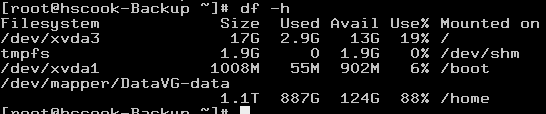 [root@hscook-Backup ~]# df -h
Filesystem            Size  Used Avail Use% Mounted on
/dev/xvda3             17G  2.9G   13G  19% /
tmpfs                 1.9G     0  1.9G   0% /dev/shm
/dev/xvda1           1008M   55M  902M   6% /boot
/dev/mapper/DataVG-data
                      1.1T  887G  124G  88% /home
[root@hscook-Backup ~]#